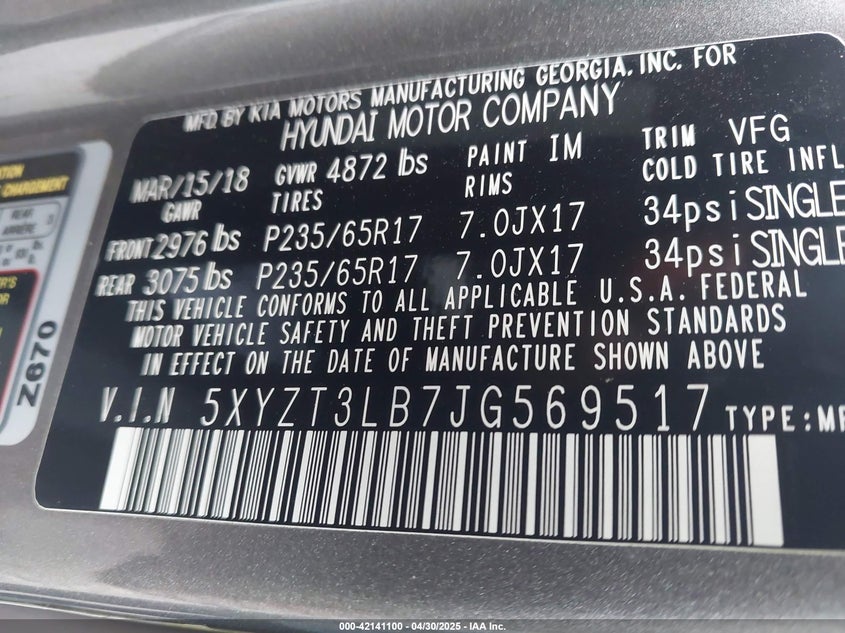 MFD. BY KIA MOTORS MANUFACTURING GEORGIA, INC. FOR
HYUNDAI MOTOR COMPANY
MAR/15/18 GVWR 4872 lbs PAINT IM TRIM VFG
GAWR TIRES RIMS COLD TIRE INFL
FRONT 2976 lbs P235/65R17 7.0JX17 34psi SINGLE
REAR 3075 lbs P235/65R17 7.0JX17 34psi SINGLE
THIS VEHICLE CONFORMS TO ALL APPLICABLE U.S.A. FEDERAL
MOTOR VEHICLE SAFETY AND THEFT PREVENTION STANDARDS
IN EFFECT ON THE DATE OF MANUFACTURE SHOWN ABOVE
V.I.N 5XYZT3LB7JG569517 TYPE:MP
CHARGEMENT
REAR
ARRIÈRE
Z670
000-42141100 - 04/30/2025 - IAA Inc.